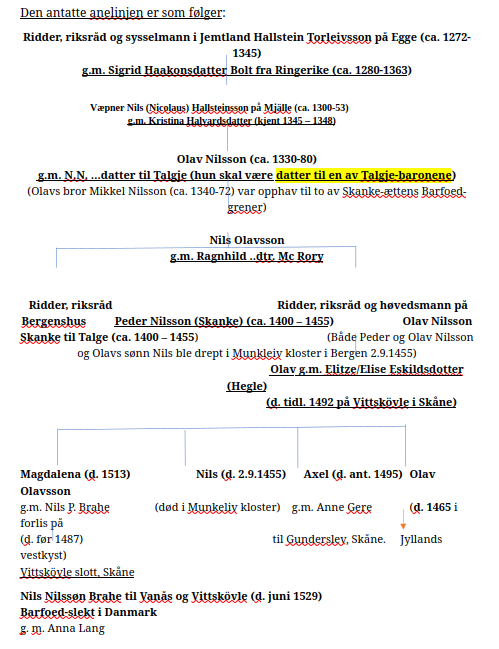 Den antatte anelinjen er som følger:
Ridder, riksråd og sysselmann i Jemtland Hallstein Torleivsson på Egge (ca. 1272-
1345)
g.m. Sigrid Haakonsdatter Bolt fra Ringerike (ca. 1280-1363)
Væpner Nils (Nicolaus) Hallsteinsson på Mjälle (ca. 1300-53)
g.m. Kristina Halvardsdatter (kjent 1345 – 1348)
Olav Nilsson (ca. 1330-80)
g.m. N.N, ...datter til Talgje (hun skal være datter til en av Talgje-baronene)
(Olavs bror Mikkel Nilsson (ca. 1340-72) var opphav til to av Skanke-ættens Barfoed-
grener)
Nils Olavsson
g.m. Ragnhild ..dtr. Mc Rory
Ridder, riksråd Ridder, riksråd og høvedsmann på
Bergenshus Peder Nilsson (Skanke) (ca. 1400 – 1455) Olav Nilsson
Skanke til Talge (ca. 1400 – 1455) (Både Peder og Olav Nilsson
og Olavs sønn Nils ble drept i Munkleiv kloster i Bergen 2.9.1455)
Olav g.m. Elitze/Elise Eskildsdotter
(Hegle)
(d. tidl. 1492 på Vittskövle i Skåne)
Magdalena (d. 1513) Nils (d. 2.9.1455) Axel (d. ant. 1495) Olav
Olavsson
g.m. Nils P. Brahe (død i Munkeliv kloster) g.m. Anne Gere (d. 1465 i
forlis på
(d. før 1487) til Gundersløv, Skåne. Jyllands
vestkyst)
Vittskövle slott, Skåne
Nils Nilssøn Brahe til Vanås og Vittskövle (d. juni 1529)
Barfoed-slekt i Danmark
g. m. Anna Lang